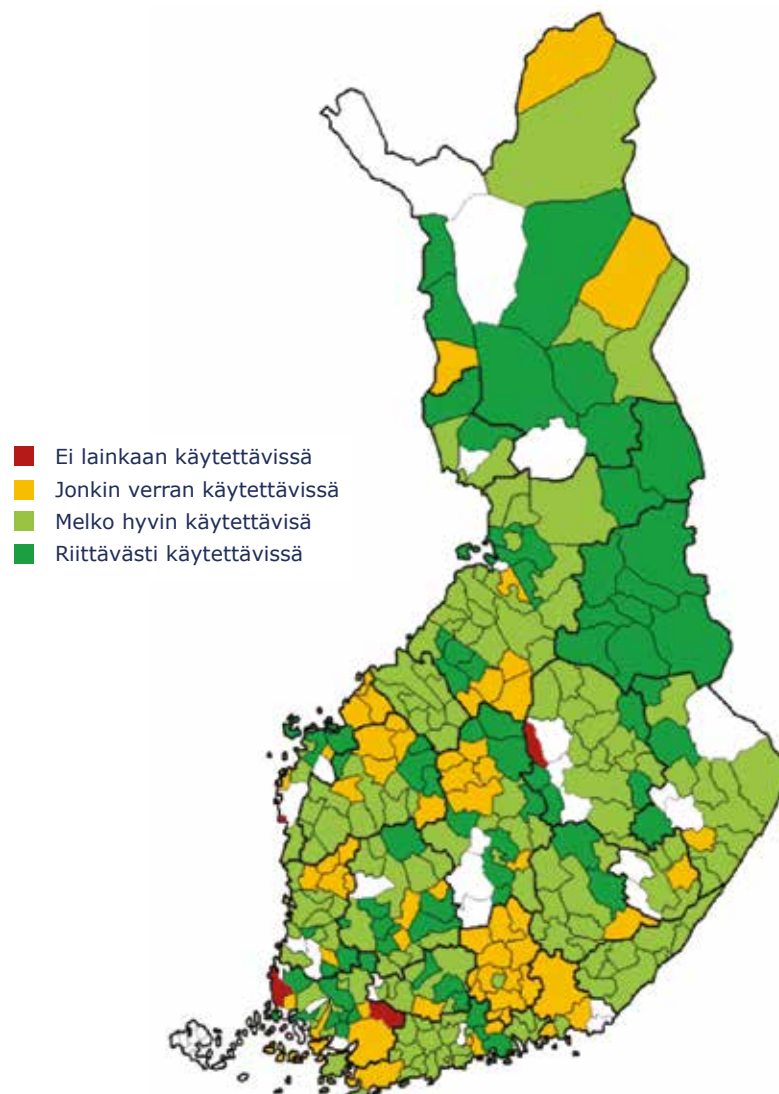 Ei lainkaan käytettävissä
Jonkin verran käytettävissä
Melko hyvin käytettävisä
Riittävästi käytettävissä